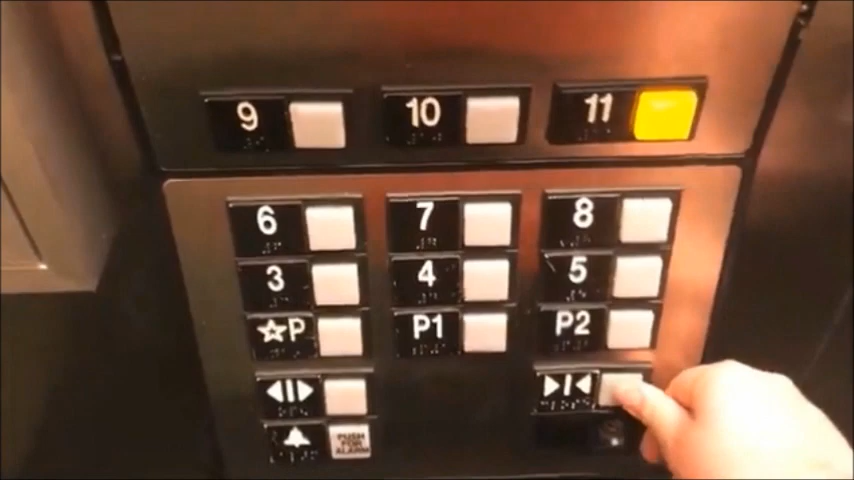 9 10 11
6 7 8
3 4 5
☆P P1 P2
◀|▶ ▶|◀
PUSH
FOR
ALARM